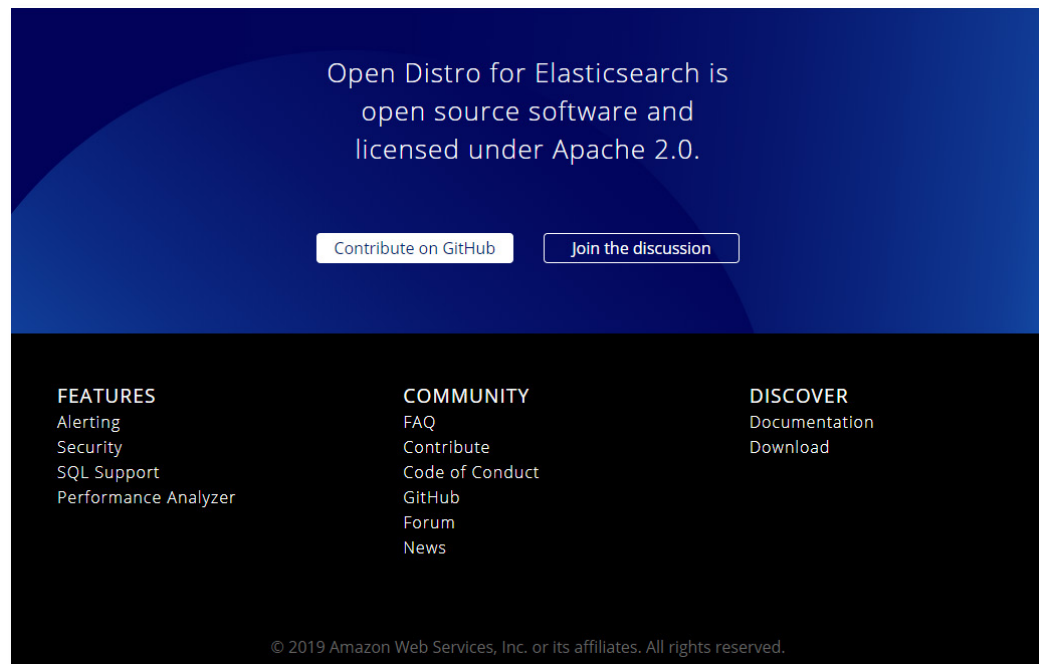 Open Distro for Elasticsearch is
open source software and
licensed under Apache 2.0.
Contribute on GitHub
Join the discussion
FEATURES
Alerting
Security
SQL Support
Performance Analyzer
COMMUNITY
FAQ
Contribute
Code of Conduct
GitHub
Forum
News
DISCOVER
Documentation
Download
© 2019 Amazon Web Services, Inc. or its affiliates. All rights reserved.